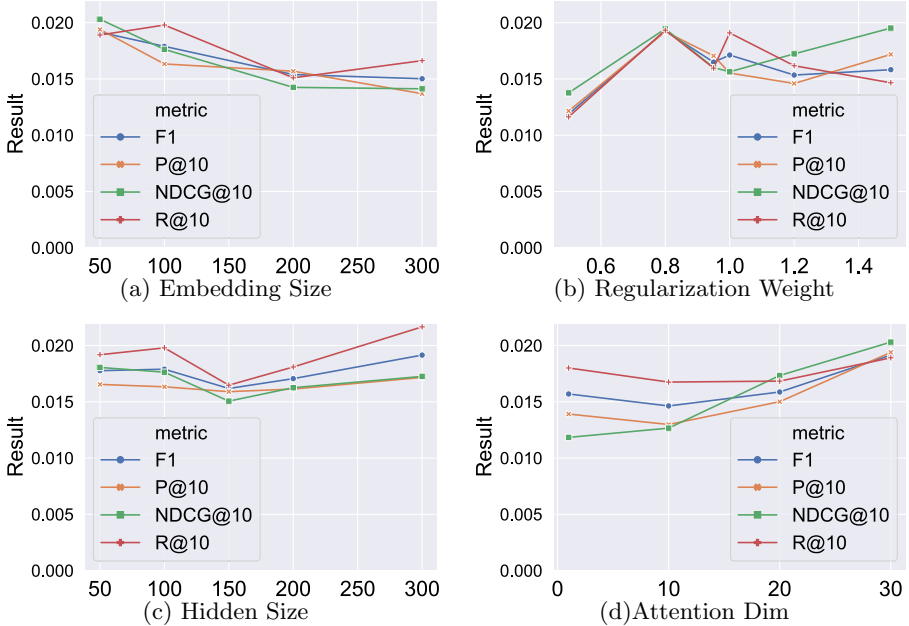 0.020
0.015
0.010
0.005
0.000
Result
metric
F1
P@10
NDCG@10
R@10
50 100 150 200 250 300
(a) Embedding Size
0.020
0.015
0.010
0.005
0.000
Result
metric
F1
P@10
NDCG@10
R@10
0.6 0.8 1.0 1.2 1.4
(b) Regularization Weight
0.020
0.015
0.010
0.005
0.000
Result
metric
F1
P@10
NDCG@10
R@10
50 100 150 200 250 300
(c) Hidden Size
0.020
0.015
0.010
0.005
0.000
Result
metric
F1
P@10
NDCG@10
R@10
0 10 20 30
(d)Attention Dim